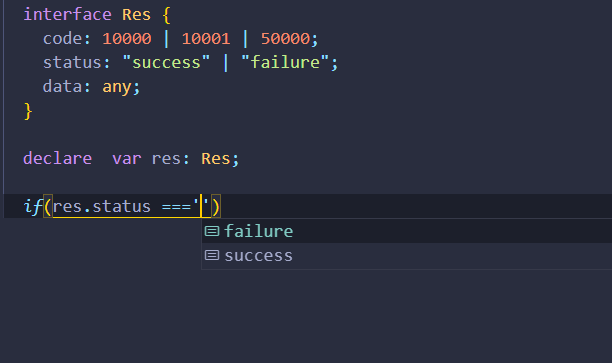 interface Res {
code: 10000 | 10001 | 50000;
status: "success" | "failure";
data: any;
}
declare  var res: Res;
if(res.status ==='')
failure
success